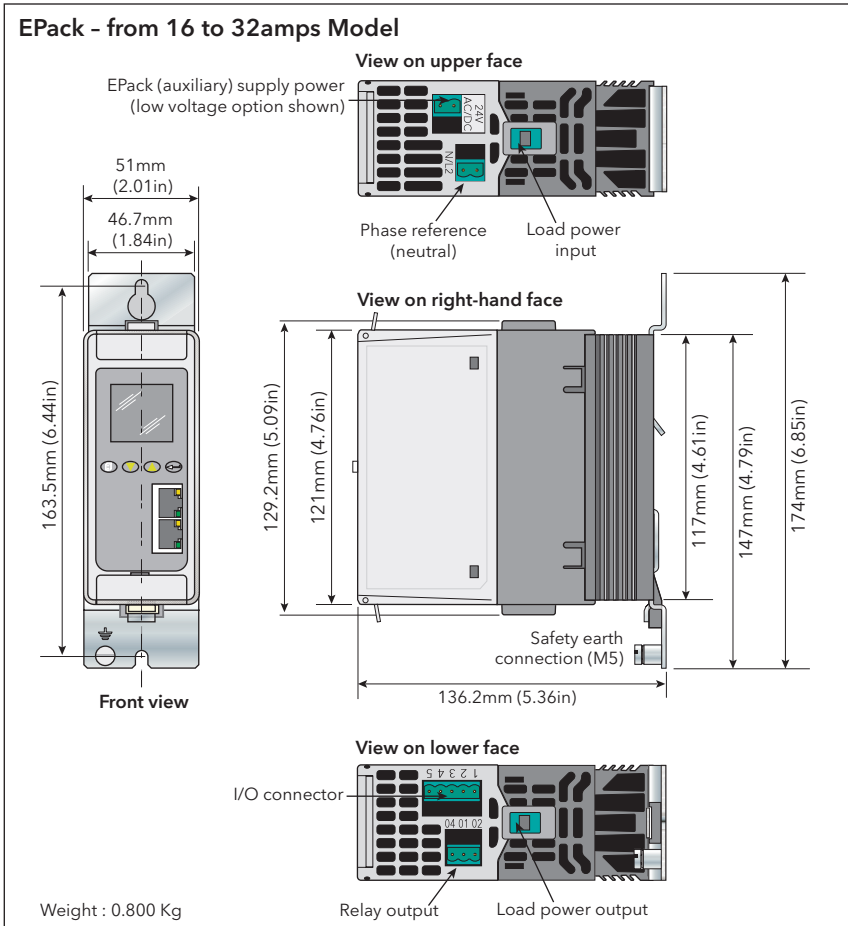 EPack – from 16 to 32amps Model
View on upper face
EPack (auxiliary) supply power
(low voltage option shown)
24V
AC/DC
N/L2
51mm
(2.01in)
46.7mm
(1.84in)
Phase reference
(neutral)
Load power
input
View on right-hand face
163.5mm (6.44in)
129.2mm (5.09in)
121mm (4.76in)
117mm (4.61in)
147mm (4.79in)
174mm (6.85in)
Safety earth
connection (M5)
136.2mm (5.36in)
Front view
View on lower face
5 4 3 2 1
I/O connector
04 01 02
Relay output
Load power output
Weight : 0.800 Kg